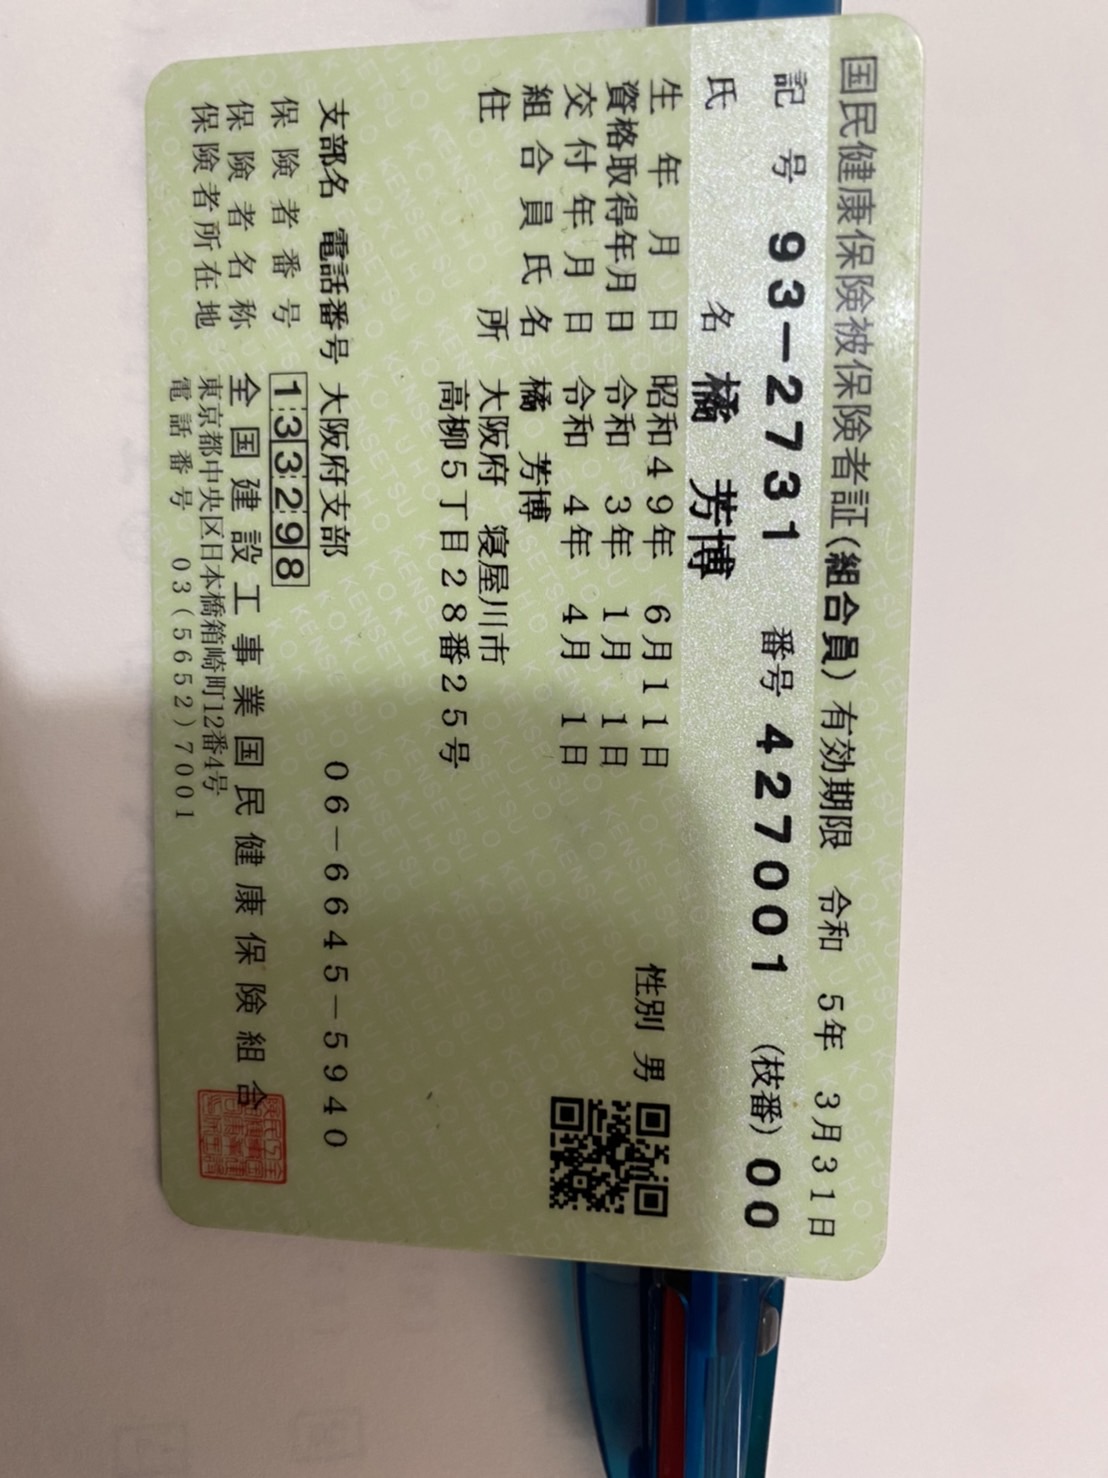 国民健康保険被保険者証(組合員) 有効期限 令和 5年 3月31日
記号 93-2731 番号 427001 (枝番) 00
氏名 橘 芳博
生年月日 昭和49年 6月11日 性別 男
資格取得年月日 令和 3年 1月 1日
交付年月日 令和 4年 4月 1日
組合員氏名 橘 芳博
住所 大阪府 寝屋川市
高柳5丁目28番25号
支部名 電話番号 大阪府支部 06-6645-5940
保険者番号 133298
保険者名称 全国建設工事業国民健康保険組合
保険者所在地 東京都中央区日本橋箱崎町12番4号
電話番号 03(5652)7001